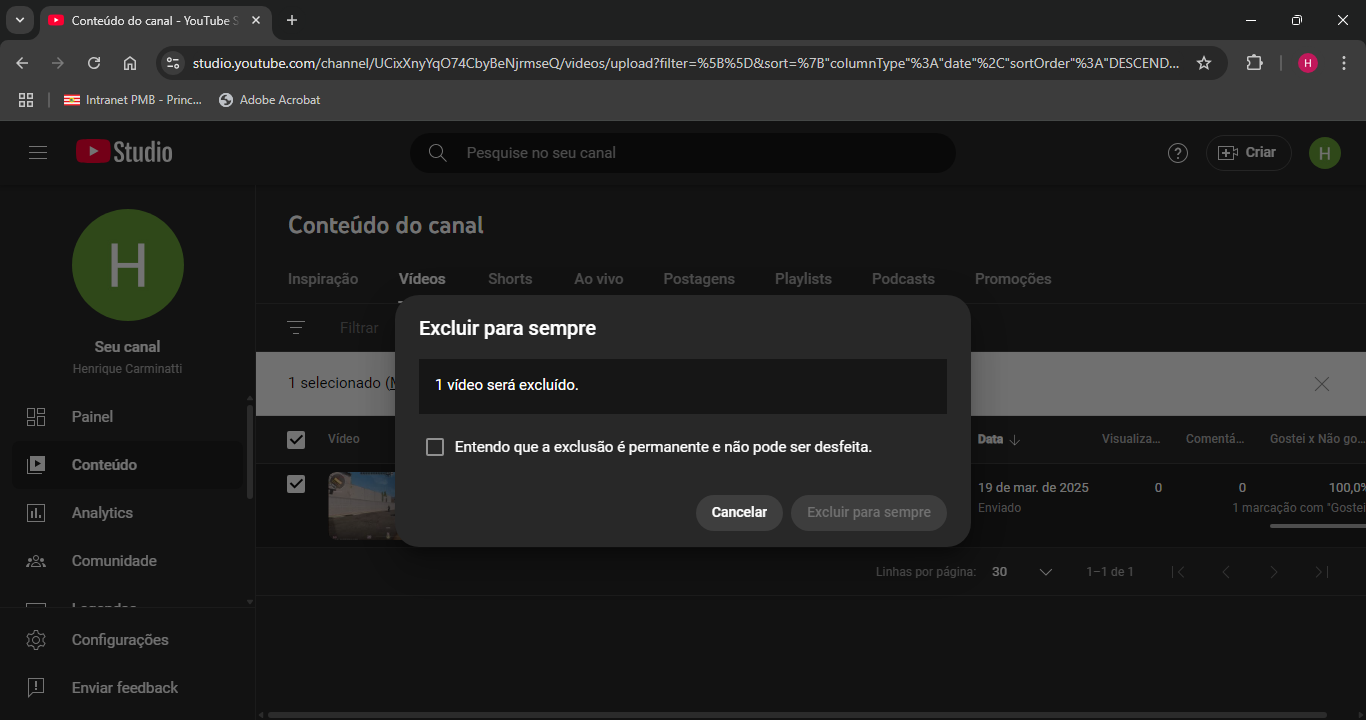 Conteúdo do canal - YouTube S
studio.youtube.com/channel/UCixXnyYqO74CbyBeNjrmseQ/videos/upload?filter=%5B%5D&sort=%7B"columnType"%3A"date"%2C"sortOrder"%3A"DESCEND...
H
Intranet PMB - Princ...
Adobe Acrobat
Studio
Pesquise no seu canal
Criar
H
H
Seu canal
Henrique Carminatti
Painel
Conteúdo
Analytics
Comunidade
Configurações
Enviar feedback
Conteúdo do canal
Inspiração Vídeos Shorts Ao vivo Postagens Playlists Podcasts Promoções
Filtrar
1 selecionado (
Vídeo
Data
Visualiza...
Comentá...
Gostei x Não go...
19 de mar. de 2025 0 0 100,0%
Enviado 1 marcação com "Gostei
Linhas por página: 30 1–1 de 1
Excluir para sempre
1 vídeo será excluído.
Entendo que a exclusão é permanente e não pode ser desfeita.
Cancelar Excluir para sempre